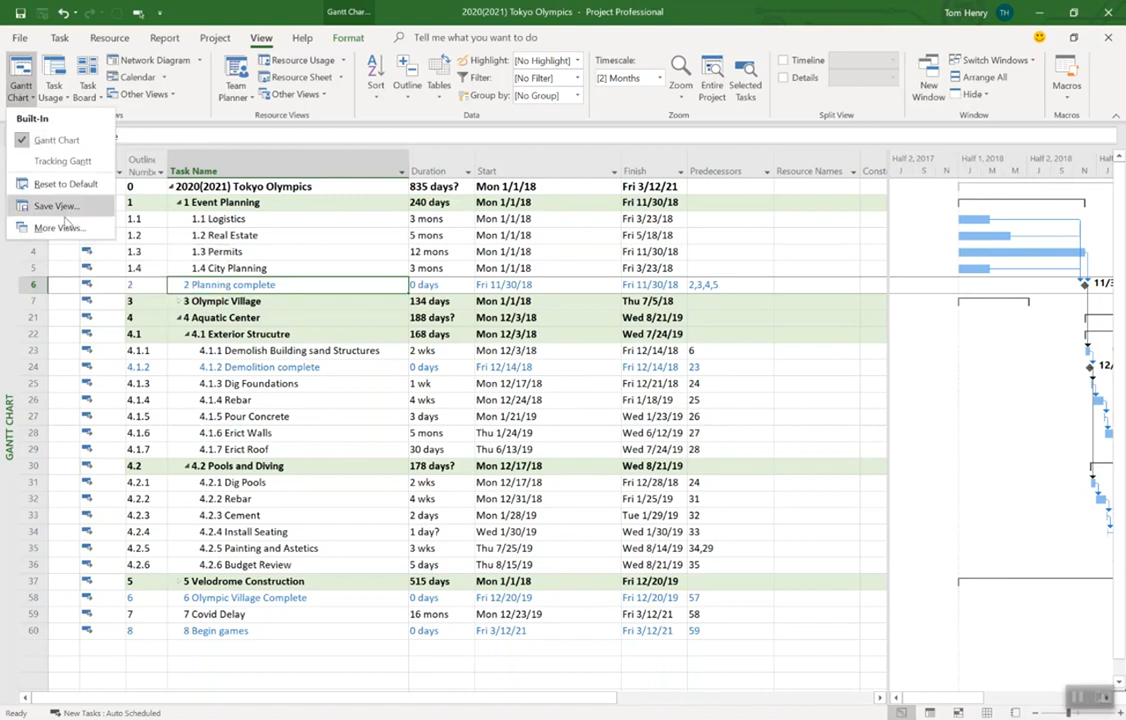 Gantt Chart...
2020(2021) Tokyo Olympics - Project Professional
Tom Henry TH
File Task Resource Report Project View Help Format Tell me what you want to do
Gantt Chart
Task Usage
Task Board
Network Diagram
Calendar
Other Views
Team Planner
Resource Usage
Resource Sheet
Other Views
Resource Views
Sort
Outline
Tables
Highlight: [No Highlight]
Filter: [No Filter]
Group by: [No Group]
Data
Timescale:
[2] Months
Zoom
Entire Project
Selected Tasks
Zoom
Timeline
Details
Split View
New Window
Switch Windows
Arrange All
Hide
Window
Macros
Macros
Built-In
Gantt Chart
Tracking Gantt
Reset to Default
Save View...
More Views...
GANTT CHART
Task Name Duration Start Finish Predecessors Resource Names Const
Half 2, 2017 Half 1, 2018 Half 2, 2018
J S N J M M J S N J
0 2020(2021) Tokyo Olympics 835 days? Mon 1/1/18 Fri 3/12/21
1 1 Event Planning 240 days Mon 1/1/18 Fri 11/30/18
1.1 1.1 Logistics 3 mons Mon 1/1/18 Fri 3/23/18
1.2 1.2 Real Estate 5 mons Mon 1/1/18 Fri 5/18/18
4 1.3 1.3 Permits 12 mons Mon 1/1/18 Fri 11/30/18
5 1.4 1.4 City Planning 3 mons Mon 1/1/18 Fri 3/23/18
6 2 2 Planning complete 0 days Fri 11/30/18 Fri 11/30/18 2,3,4,5
7 3 3 Olympic Village 134 days Mon 1/1/18 Thu 7/5/18
21 4 4 Aquatic Center 188 days? Mon 12/3/18 Wed 8/21/19
22 4.1 4.1 Exterior Strucutre 168 days Mon 12/3/18 Wed 7/24/19
23 4.1.1 4.1.1 Demolish Building sand Structures 2 wks Mon 12/3/18 Fri 12/14/18 6
24 4.1.2 4.1.2 Demolition complete 0 days Fri 12/14/18 Fri 12/14/18 23
25 4.1.3 4.1.3 Dig Foundations 1 wk Mon 12/17/18 Fri 12/21/18 24
26 4.1.4 4.1.4 Rebar 4 wks Mon 12/24/18 Fri 1/18/19 25
27 4.1.5 4.1.5 Pour Concrete 3 days Mon 1/21/19 Wed 1/23/19 26
28 4.1.6 4.1.6 Erict Walls 5 mons Thu 1/24/19 Wed 6/12/19 27
29 4.1.7 4.1.7 Erict Roof 30 days Thu 6/13/19 Wed 7/24/19 28
30 4.2 4.2 Pools and Diving 178 days? Mon 12/17/18 Wed 8/21/19
31 4.2.1 4.2.1 Dig Pools 2 wks Mon 12/17/18 Fri 12/28/18 24
32 4.2.2 4.2.2 Rebar 4 wks Mon 12/31/18 Fri 1/25/19 31
33 4.2.3 4.2.3 Cement 2 days Mon 1/28/19 Tue 1/29/19 32
34 4.2.4 4.2.4 Install Seating 1 day? Wed 1/30/19 Wed 1/30/19 33
35 4.2.5 4.2.5 Painting and Astetics 3 wks Thu 7/25/19 Wed 8/14/19 34,29
36 4.2.6 4.2.6 Budget Review 5 days Thu 8/15/19 Wed 8/21/19 35
37 5 5 Velodrome Construction 515 days Mon 1/1/18 Fri 12/20/19
58 6 6 Olympic Village Complete 0 days Fri 12/20/19 Fri 12/20/19 57
59 7 7 Covid Delay 16 mons Mon 12/23/19 Fri 3/12/21 58
60 8 8 Begin games 0 days Fri 3/12/21 Fri 3/12/21 59
Ready New Tasks : Auto Scheduled